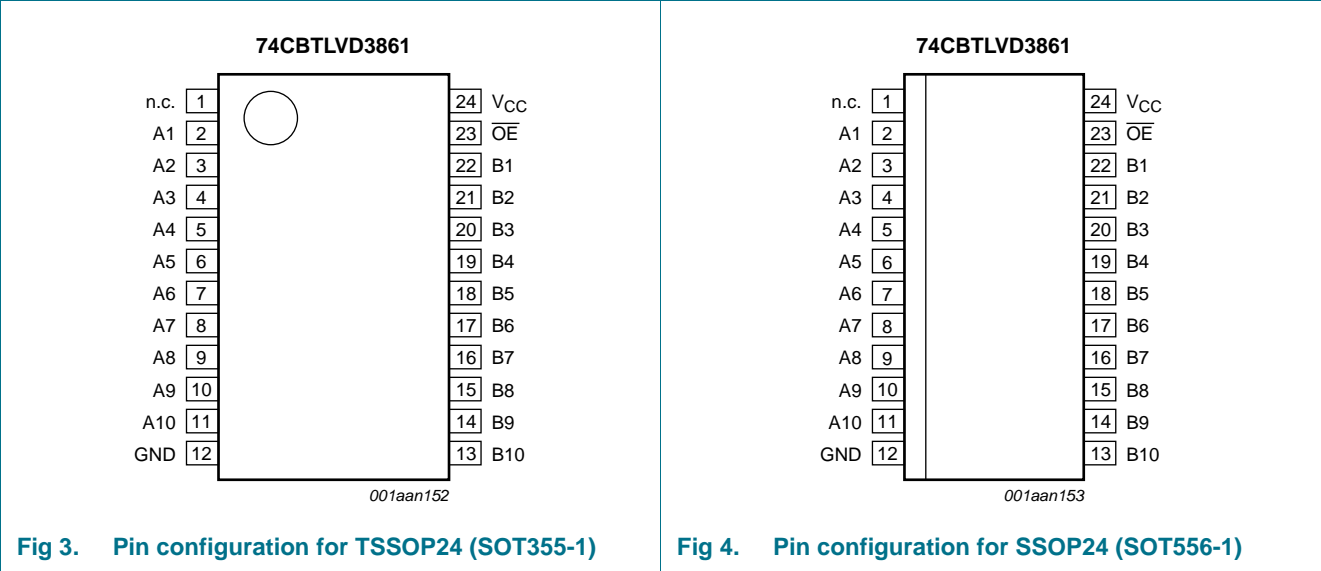 74CBTLVD3861
n.c. 1 24 VCC
A1 2 23 OE
A2 3 22 B1
A3 4 21 B2
A4 5 20 B3
A5 6 19 B4
A6 7 18 B5
A7 8 17 B6
A8 9 16 B7
A9 10 15 B8
A10 11 14 B9
GND 12 13 B10
001aan152
Fig 3. Pin configuration for TSSOP24 (SOT355-1)
74CBTLVD3861
n.c. 1 24 VCC
A1 2 23 OE
A2 3 22 B1
A3 4 21 B2
A4 5 20 B3
A5 6 19 B4
A6 7 18 B5
A7 8 17 B6
A8 9 16 B7
A9 10 15 B8
A10 11 14 B9
GND 12 13 B10
001aan153
Fig 4. Pin configuration for SSOP24 (SOT556-1)